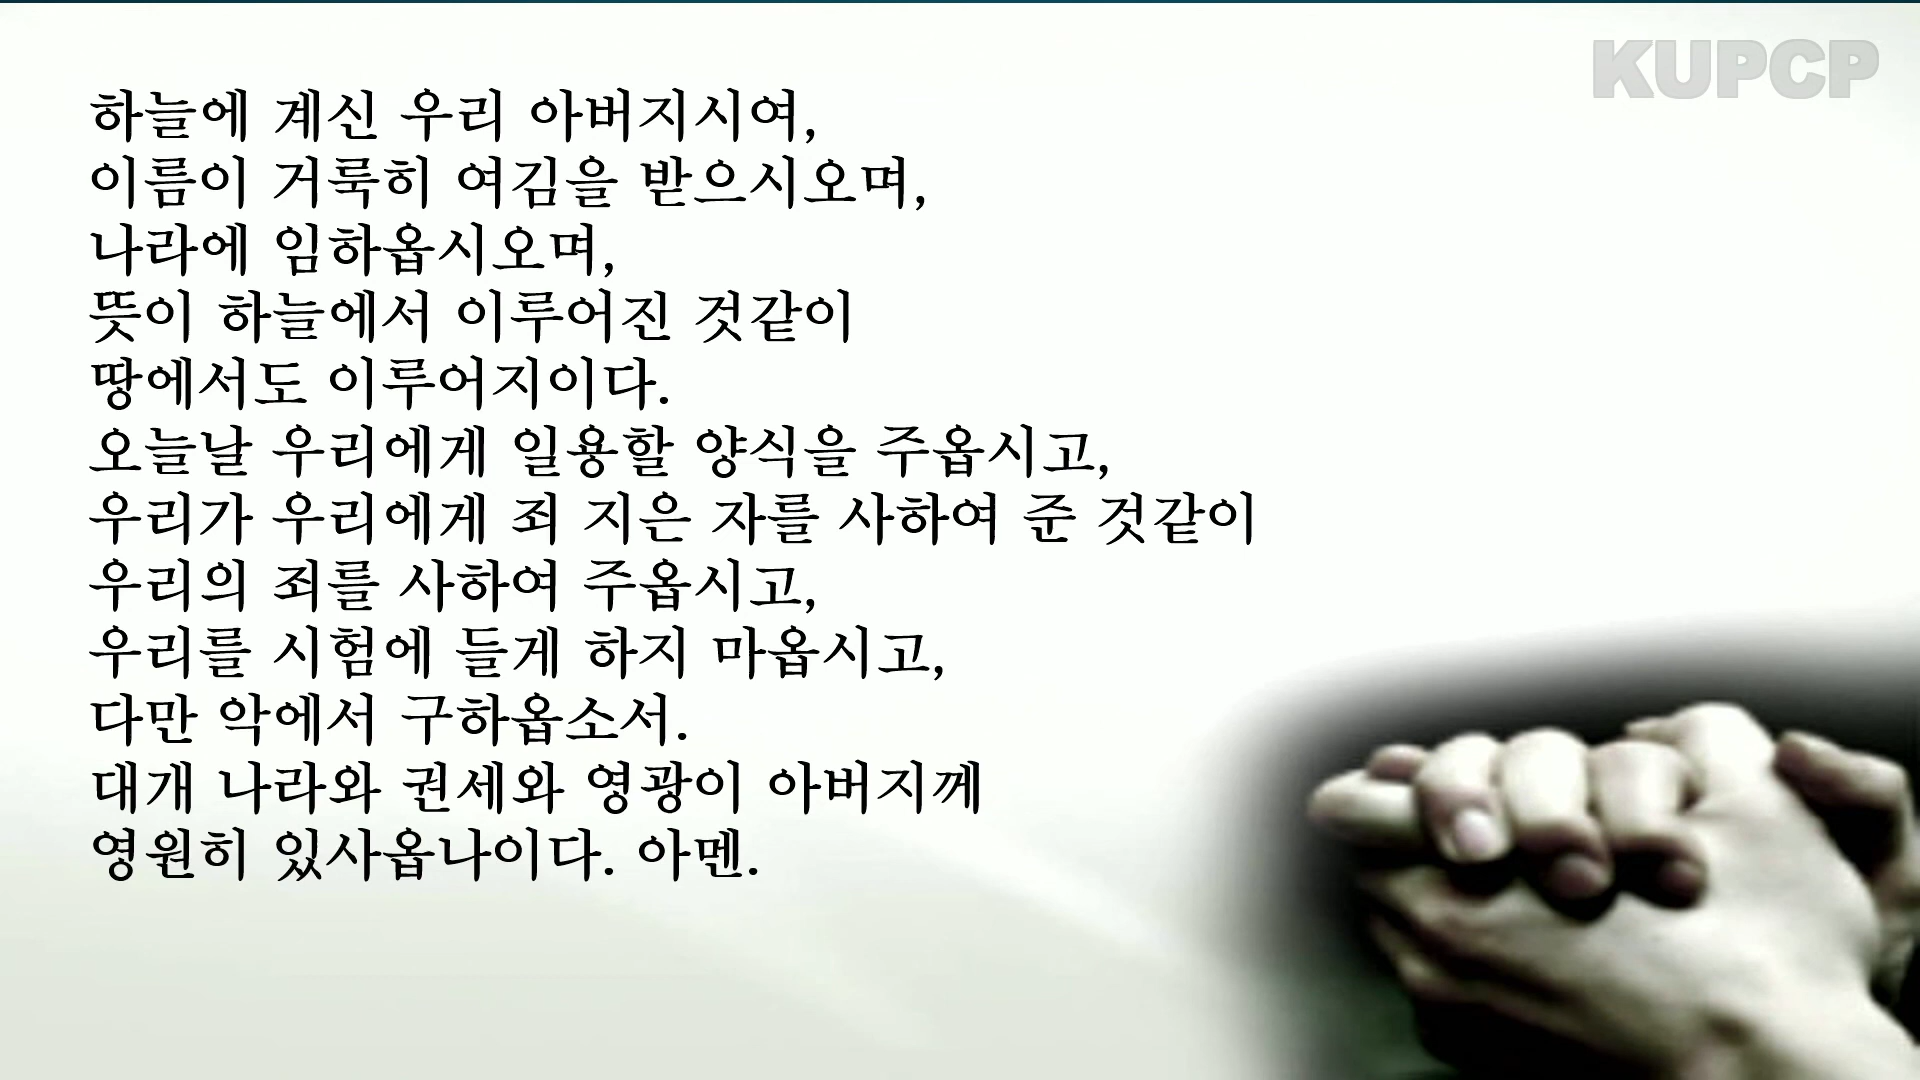 KUPCP
하늘에 계신 우리 아버지시여,
이름이 거룩히 여김을 받으시오며,
나라에 임하옵시오며,
뜻이 하늘에서 이루어진 것같이
땅에서도 이루어지이다.
오늘날 우리에게 일용할 양식을 주옵시고,
우리가 우리에게 죄 지은 자를 사하여 준 것같이
우리의 죄를 사하여 주옵시고,
우리를 시험에 들게 하지 마옵시고,
다만 악에서 구하옵소서.
대개 나라와 권세와 영광이 아버지께
영원히 있사옵나이다. 아멘.